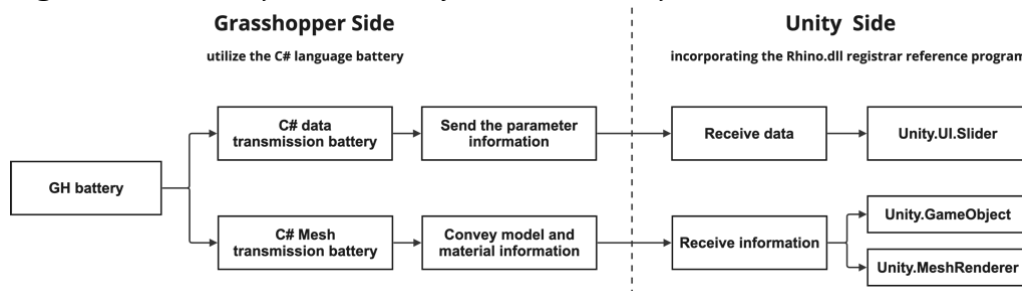 Grasshopper Side
Unity Side
utilize the C# language battery
incorporating the Rhino.dll registrar reference program
C# data
transmission battery
Send the parameter
information
Receive data
Unity.UI.Slider
GH battery
C# Mesh
transmission battery
Convey model and
material information
Receive information
Unity.GameObject
Unity.MeshRenderer